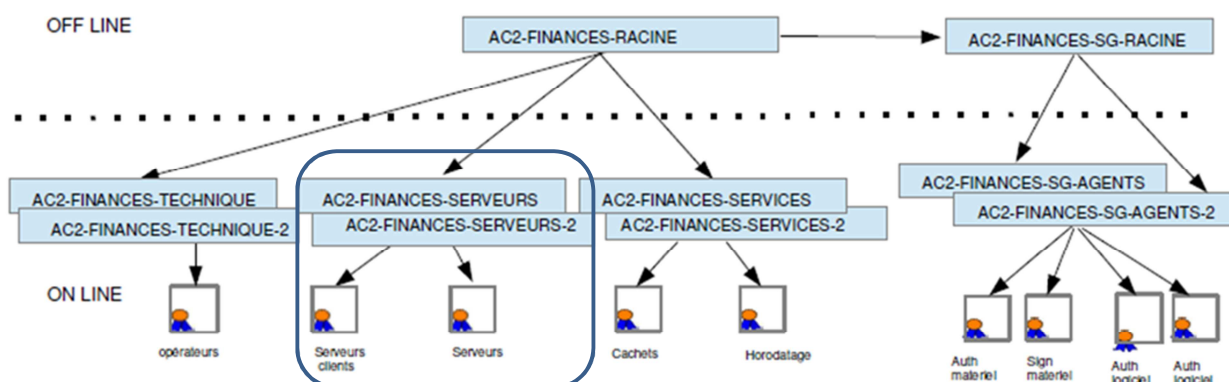 OFF LINE
AC2-FINANCES-RACINE
AC2-FINANCES-SG-RACINE
AC2-FINANCES-TECHNIQUE
AC2-FINANCES-TECHNIQUE-2
AC2-FINANCES-SERVEURS
AC2-FINANCES-SERVEURS-2
AC2-FINANCES-SERVICES
AC2-FINANCES-SERVICES-2
AC2-FINANCES-SG-AGENTS
AC2-FINANCES-SG-AGENTS-2
ON LINE
opérateurs
Serveurs
clients
Serveurs
Cachets
Horodatage
Auth
materiel
Sign
materiel
Auth
logiciel
Auth
logiciel